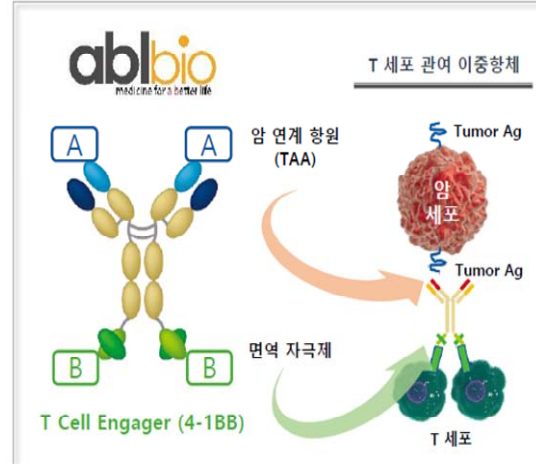 ablbio
medicine for a better life
T 세포 관여 이중항체
A
A
암 연계 항원
(TAA)
Tumor Ag
암
세포
Tumor Ag
B
B
면역 자극제
T Cell Engager (4-1BB)
T 세포